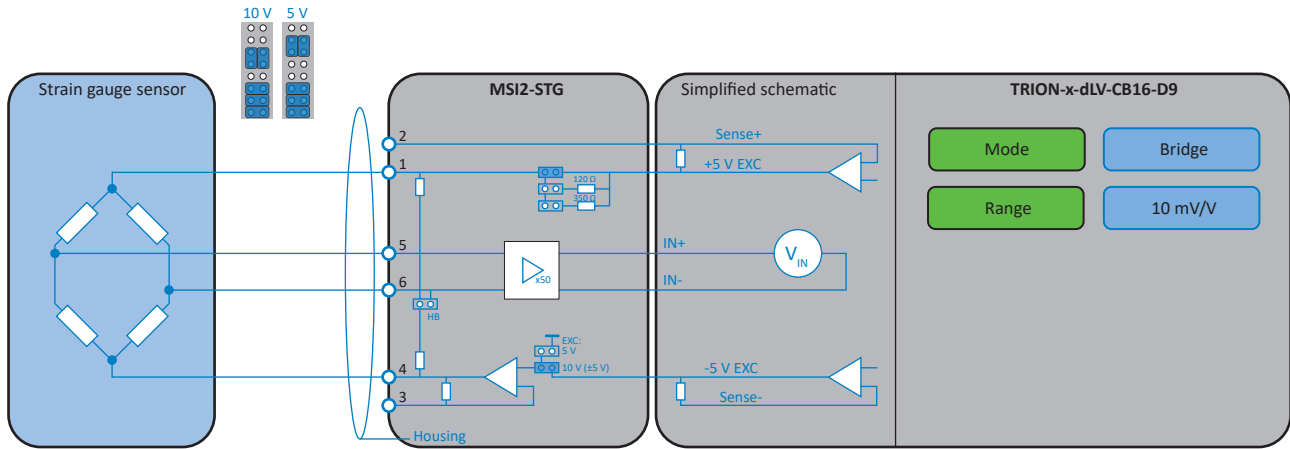 10 V 5 V
Strain gauge sensor
MSI2-STG
Simplified schematic
TRION-x-dLV-CB16-D9
2
Sense+
1
+5 V EXC
120 Ω
350 Ω
Mode
Bridge
Range
10 mV/V
5
IN+
V IN
x50
6
IN-
HB
EXC:
5 V
4
10 V (±5 V)
-5 V EXC
3
Sense-
Housing